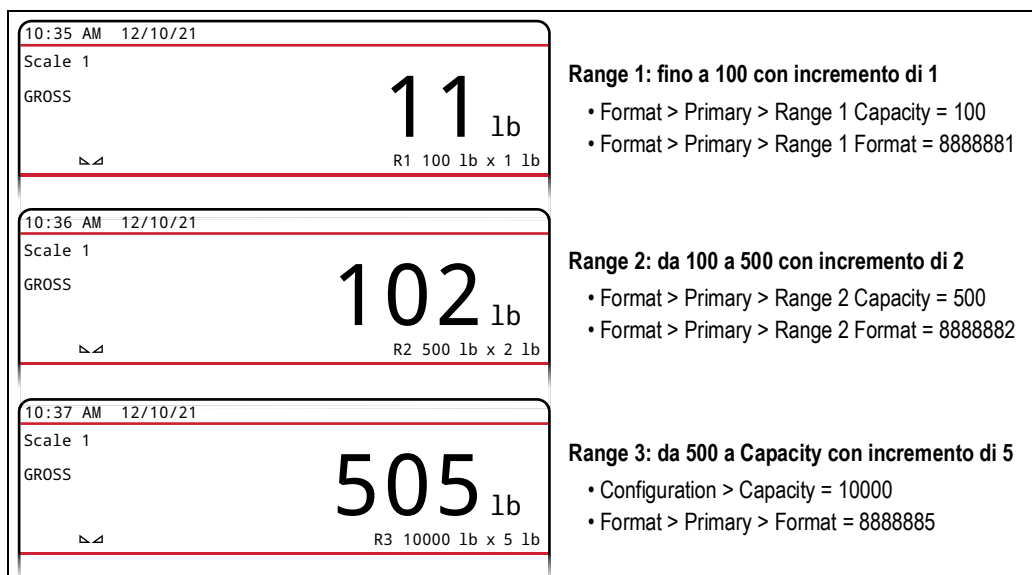 10:35 AM 12/10/21
Scale 1
GROSS
11 lb
R1 100 lb x 1 lb
Range 1: fino a 100 con incremento di 1
• Format > Primary > Range 1 Capacity = 100
• Format > Primary > Range 1 Format = 8888881
10:36 AM 12/10/21
Scale 1
GROSS
102 lb
R2 500 lb x 2 lb
Range 2: da 100 a 500 con incremento di 2
• Format > Primary > Range 2 Capacity = 500
• Format > Primary > Range 2 Format = 8888882
10:37 AM 12/10/21
Scale 1
GROSS
505 lb
R3 10000 lb x 5 lb
Range 3: da 500 a Capacity con incremento di 5
• Configuration > Capacity = 10000
• Format > Primary > Format = 8888885